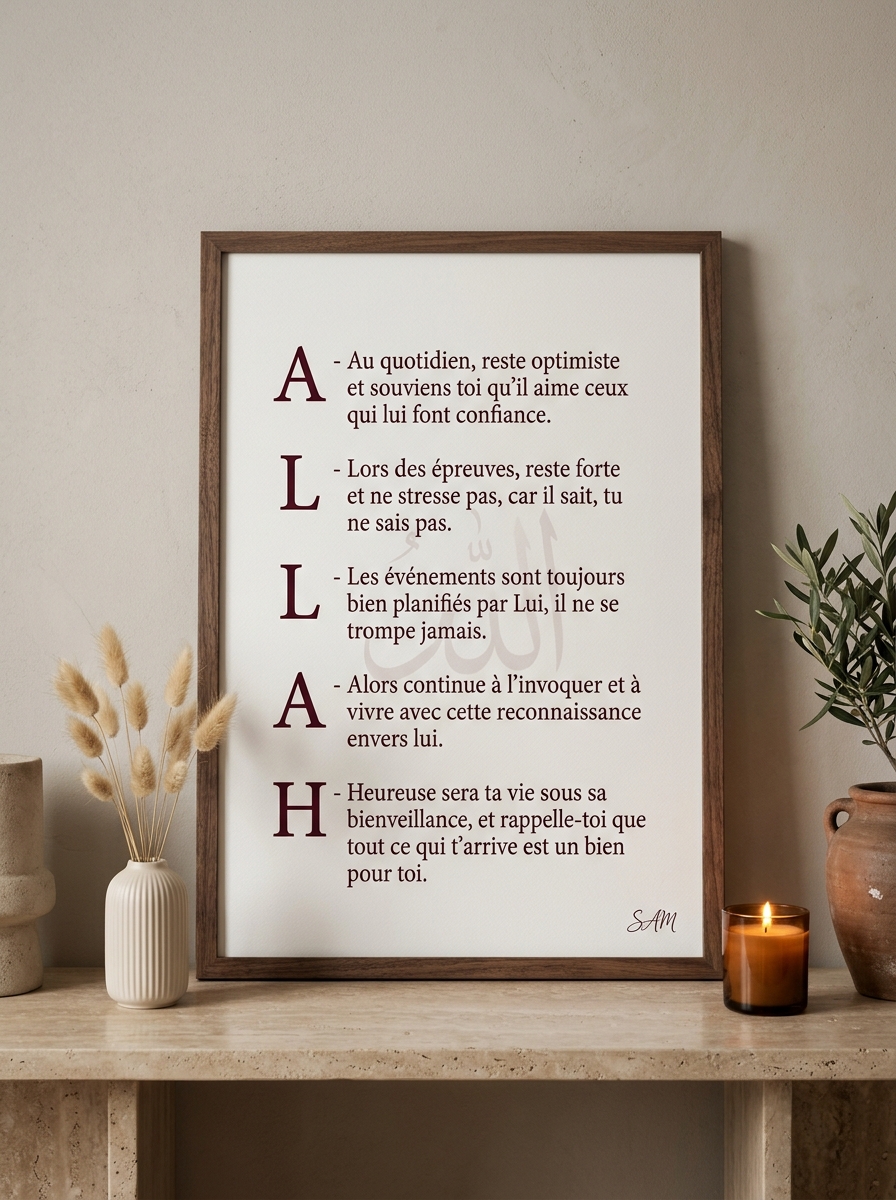 A - Au quotidien, reste optimiste
et souviens toi qu’il aime ceux
qui lui font confiance.
L - Lors des épreuves, reste forte
et ne stresse pas, car il sait, tu
ne sais pas.
L - Les événements sont toujours
bien planifiés par Lui, il ne se
trompe jamais.
A - Alors continue à l’invoquer et à
vivre avec cette reconnaissance
envers lui.
H - Heureuse sera ta vie sous sa
bienveillance, et rappelle-toi que
tout ce qui t’arrive est un bien
pour toi.
الله
SAM